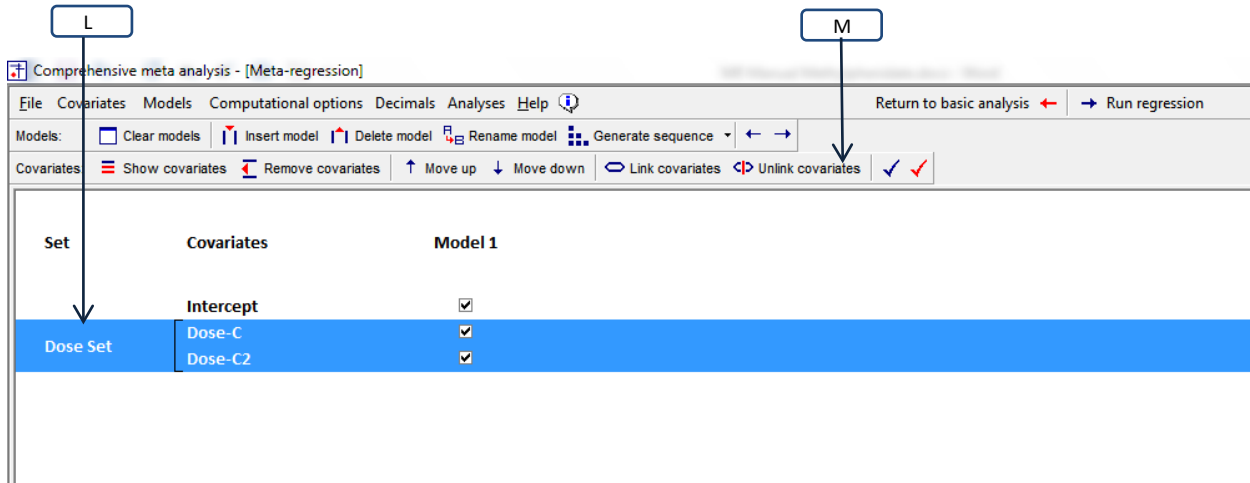 L
M
Comprehensive meta analysis - [Meta-regression]
File Covariates Models Computational options Decimals Analyses Help Return to basic analysis Run regression
Models: Clear models Insert model Delete model Rename model Generate sequence
Covariates: Show covariates Remove covariates Move up Move down Link covariates Unlink covariates
Set Covariates Model 1
Intercept
Dose Set
Dose-C
Dose-C2